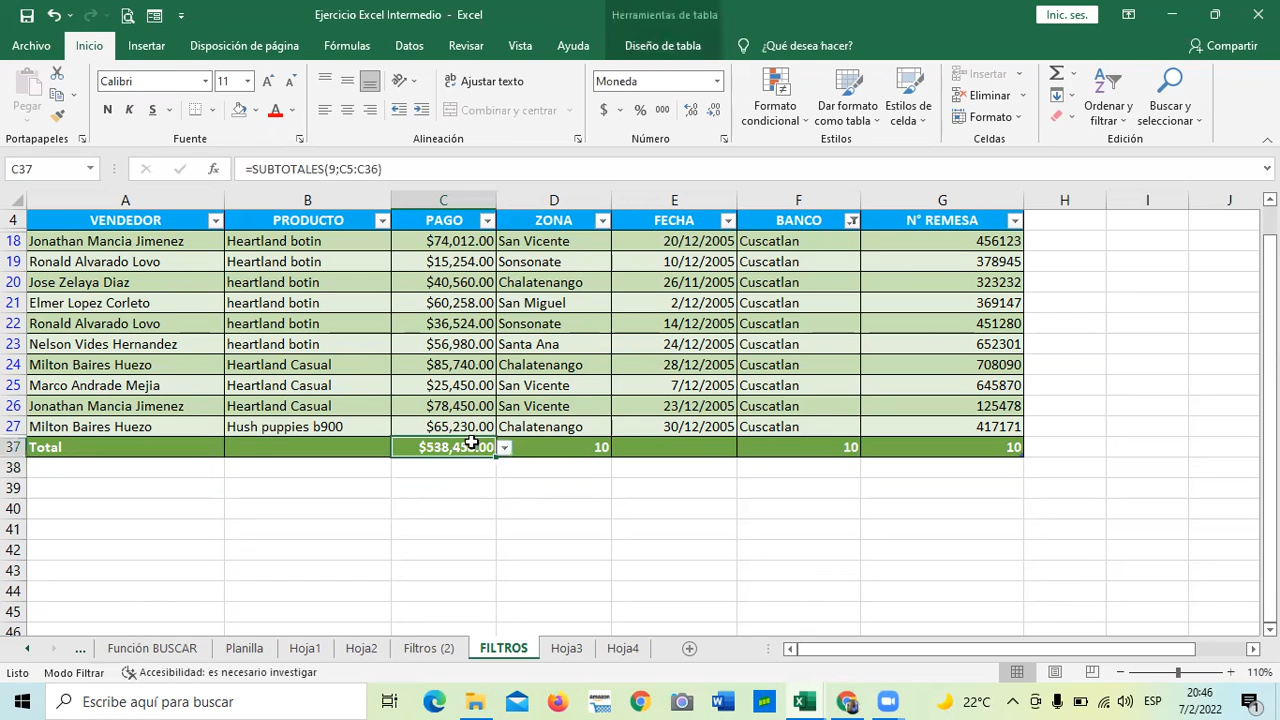 Ejercicio Excel Intermedio - Excel
Herramientas de tabla
Inic. ses.
Archivo Inicio Insertar Disposición de página Fórmulas Datos Revisar Vista Ayuda Diseño de tabla ¿Qué desea hacer? Compartir
Pegar
Calibri 11
N K S
Ajustar texto
Combinar y centrar
Moneda
$ % 000
Formato condicional
Dar formato como tabla
Estilos de celda
Insertar
Eliminar
Formato
Ordenar y filtrar
Buscar y seleccionar
Portapapeles Fuente Alineación Número Estilos Celdas Edición
C37 fx =SUBTOTALES(9;C5:C36)
A B C D E F G H I J
4 VENDEDOR PRODUCTO PAGO ZONA FECHA BANCO N° REMESA
18 Jonathan Mancia Jimenez Heartland botin $74,012.00 San Vicente 20/12/2005 Cuscatlan 456123
19 Ronald Alvarado Lovo Heartland botin $15,254.00 Sonsonate 10/12/2005 Cuscatlan 378945
20 Jose Zelaya Diaz heartland botin $40,560.00 Chalatenango 26/11/2005 Cuscatlan 323232
21 Elmer Lopez Corleto heartland botin $60,258.00 San Miguel 2/12/2005 Cuscatlan 369147
22 Ronald Alvarado Lovo heartland botin $36,524.00 Sonsonate 14/12/2005 Cuscatlan 451280
23 Nelson Vides Hernandez heartland botin $56,980.00 Santa Ana 24/12/2005 Cuscatlan 652301
24 Milton Baires Huezo Heartland Casual $85,740.00 Chalatenango 28/12/2005 Cuscatlan 708090
25 Marco Andrade Mejia Heartland Casual $25,450.00 San Vicente 7/12/2005 Cuscatlan 645870
26 Jonathan Mancia Jimenez Heartland Casual $78,450.00 San Vicente 23/12/2005 Cuscatlan 125478
27 Milton Baires Huezo Hush puppies b900 $65,230.00 Chalatenango 30/12/2005 Cuscatlan 417171
37 Total 10 10 10
38
39
40
41
42
43
44
45
46
... Función BUSCAR Planilla Hoja1 Hoja2 Filtros (2) FILTROS Hoja3 Hoja4
Listo Modo Filtrar Accesibilidad: es necesario investigar 110%
Escribe aquí para buscar
22°C ESP
20:46
7/2/2022